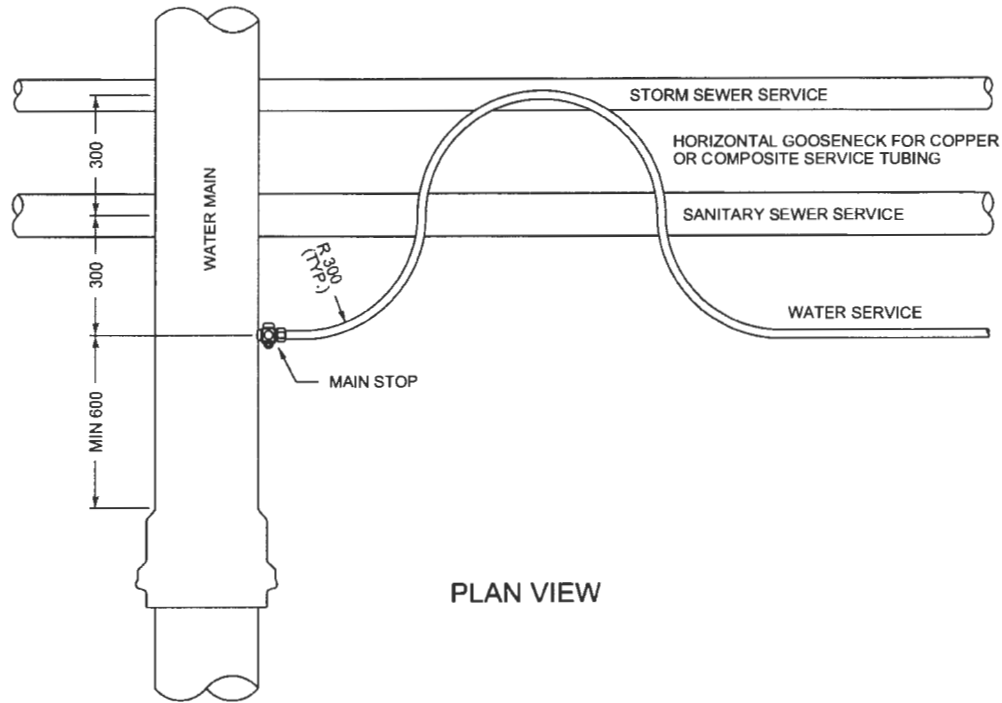 STORM SEWER SERVICE
HORIZONTAL GOOSENECK FOR COPPER
OR COMPOSITE SERVICE TUBING
300
WATER MAIN
SANITARY SEWER SERVICE
300
R 300
(TYP.)
WATER SERVICE
MAIN STOP
MIN 600
PLAN VIEW